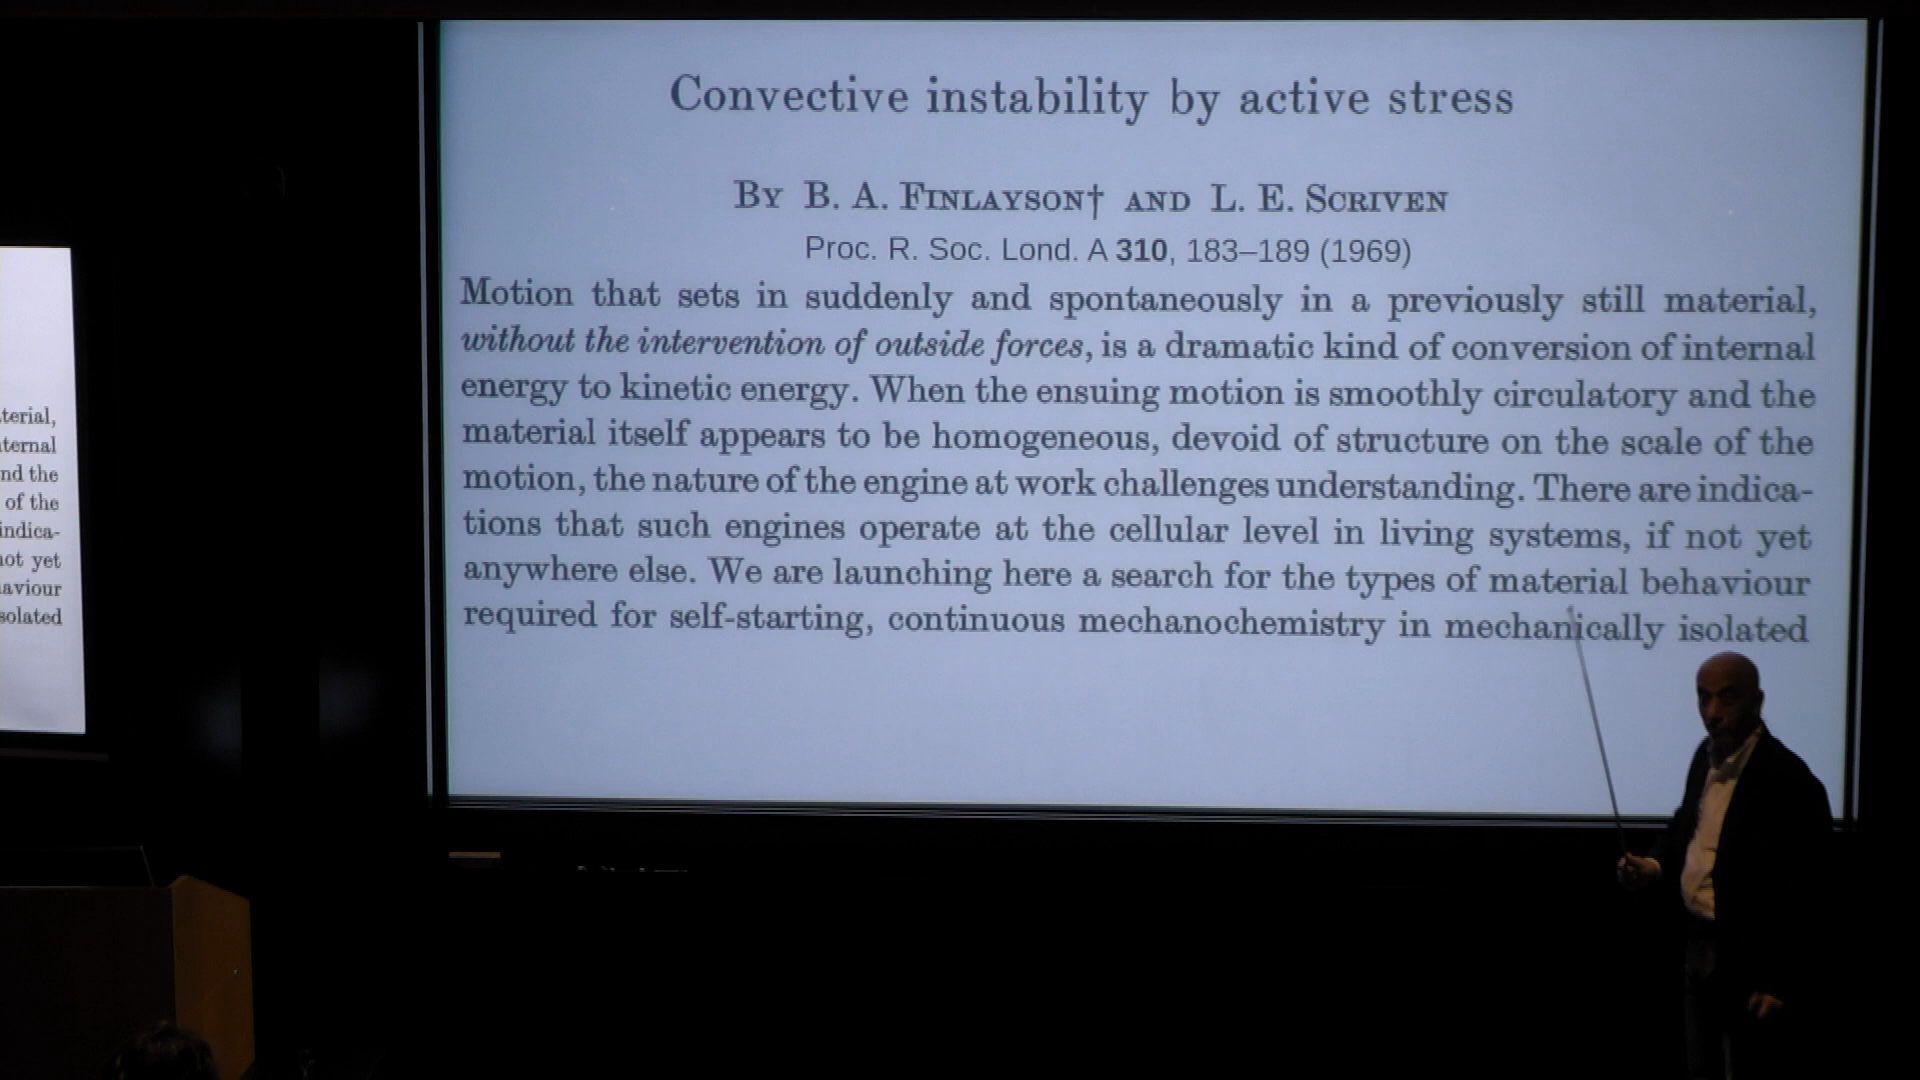 Convective instability by active stress
By B. A. Finlayson† and L. E. Scriven
Proc. R. Soc. Lond. A 310, 183–189 (1969)
Motion that sets in suddenly and spontaneously in a previously still material,
without the intervention of outside forces, is a dramatic kind of conversion of internal
energy to kinetic energy. When the ensuing motion is smoothly circulatory and the
material itself appears to be homogeneous, devoid of structure on the scale of the
motion, the nature of the engine at work challenges understanding. There are indica-
tions that such engines operate at the cellular level in living systems, if not yet
anywhere else. We are launching here a search for the types of material behaviour
required for self-starting, continuous mechanochemistry in mechanically isolated
terial,
ternal
nd the
of the
indica-
not yet
aviour
solated